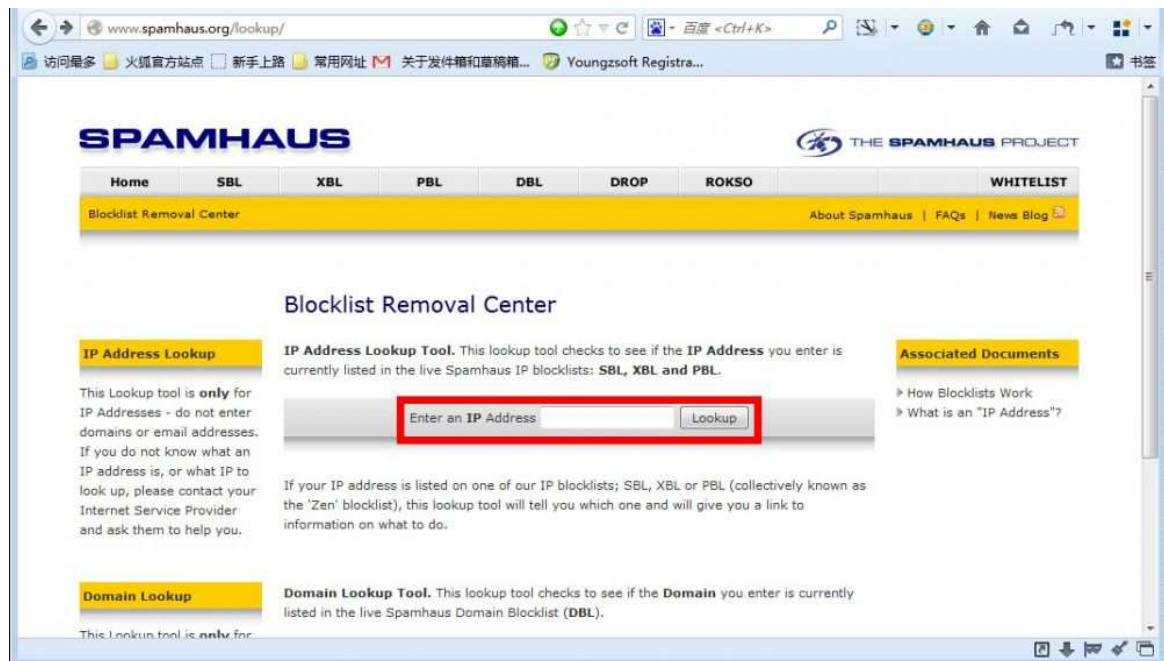 www.spamhaus.org/lookup/
百度 <Ctrl+K>
访问最多 火狐官方站点 新手上路 常用网址 关于发件箱和草稿箱... Youngzsoft Registra... 书签
SPAMHAUS
THE SPAMHAUS PROJECT
Home SBL XBL PBL DBL DROP ROKSO WHITELIST
Blocklist Removal Center About Spamhaus | FAQs | News Blog
Blocklist Removal Center
IP Address Lookup
This Lookup tool is only for
IP Addresses - do not enter
domains or email addresses.
If you do not know what an
IP address is, or what IP to
look up, please contact your
Internet Service Provider
and ask them to help you.
IP Address Lookup Tool. This lookup tool checks to see if the IP Address you enter is
currently listed in the live Spamhaus IP blocklists: SBL, XBL and PBL.
Enter an IP Address Lookup
If your IP address is listed on one of our IP blocklists; SBL, XBL or PBL (collectively known as
the 'Zen' blocklist), this lookup tool will tell you which one and will give you a link to
information on what to do.
Associated Documents
How Blocklists Work
What is an "IP Address"?
Domain Lookup
This Lookup tool is only for
Domain Lookup Tool. This lookup tool checks to see if the Domain you enter is currently
listed in the live Spamhaus Domain Blocklist (DBL).